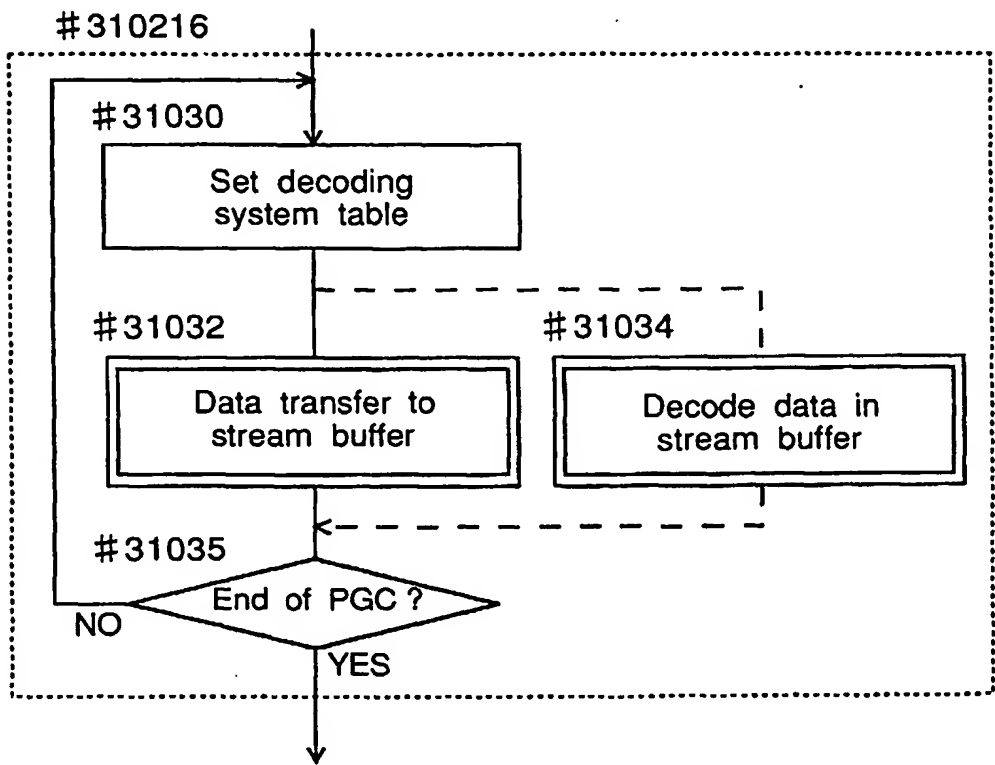 #310216
#31030
Set decoding
system table
#31032
#31034
Data transfer to
stream buffer
Decode data in
stream buffer
#31035
End of PGC ?
NO
YES